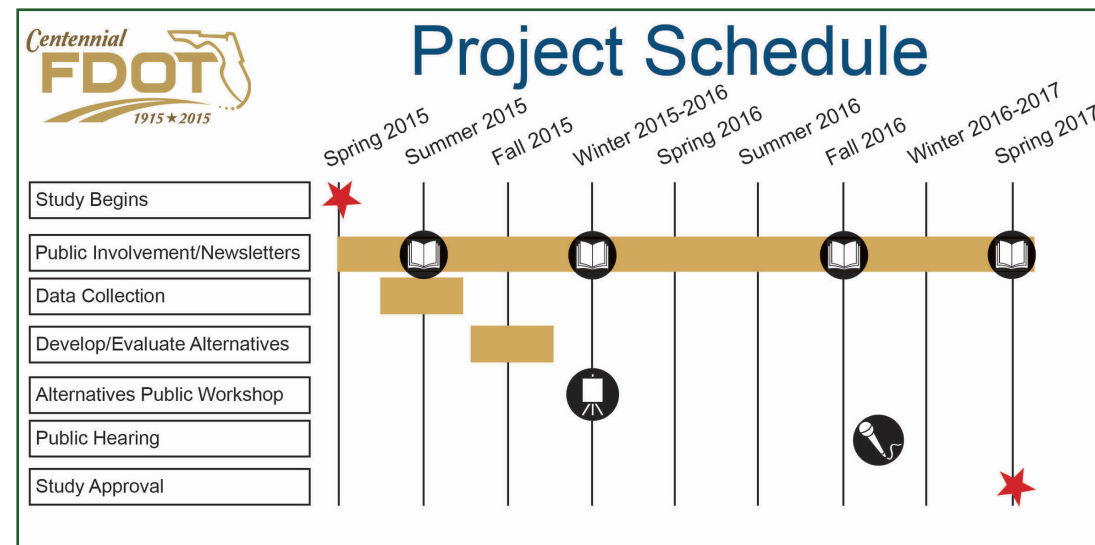 Centennial
FDOT
1915★2015
Project Schedule
Spring 2015
Summer 2015
Fall 2015
Winter 2015-2016
Spring 2016
Summer 2016
Fall 2016
Winter 2016-2017
Spring 2017
Study Begins
Public Involvement/Newsletters
Data Collection
Develop/Evaluate Alternatives
Alternatives Public Workshop
Public Hearing
Study Approval